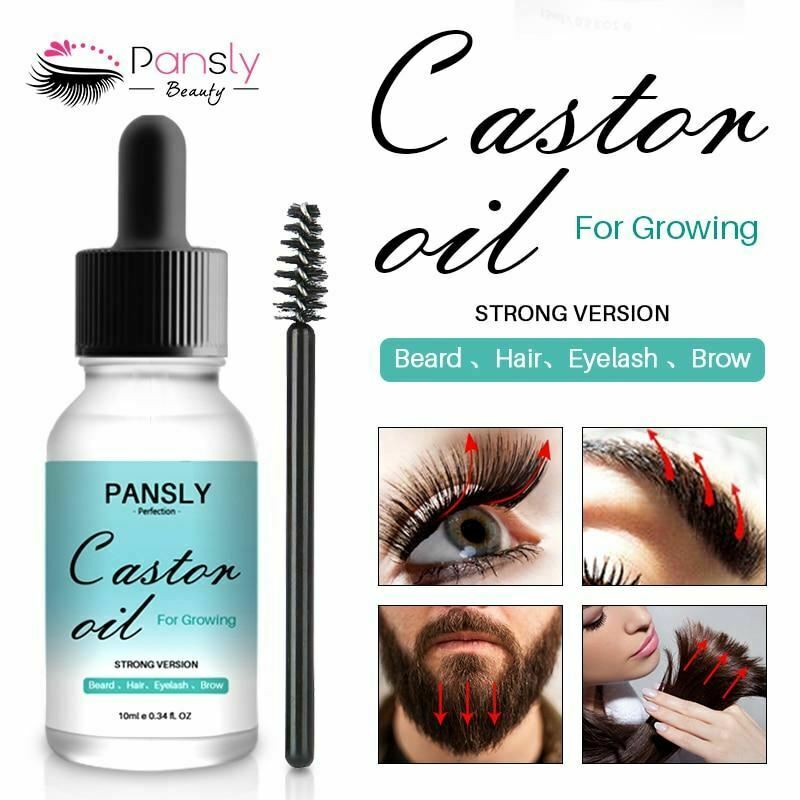 Pansly
Beauty
Castor
oil For Growing
STRONG VERSION
Beard 、Hair、Eyelash 、Brow
PANSLY
- Perfection -
Castor
oil For Growing
STRONG VERSION
Beard 、Hair、Eyelash 、Brow
10ml e 0.34 fl. OZ